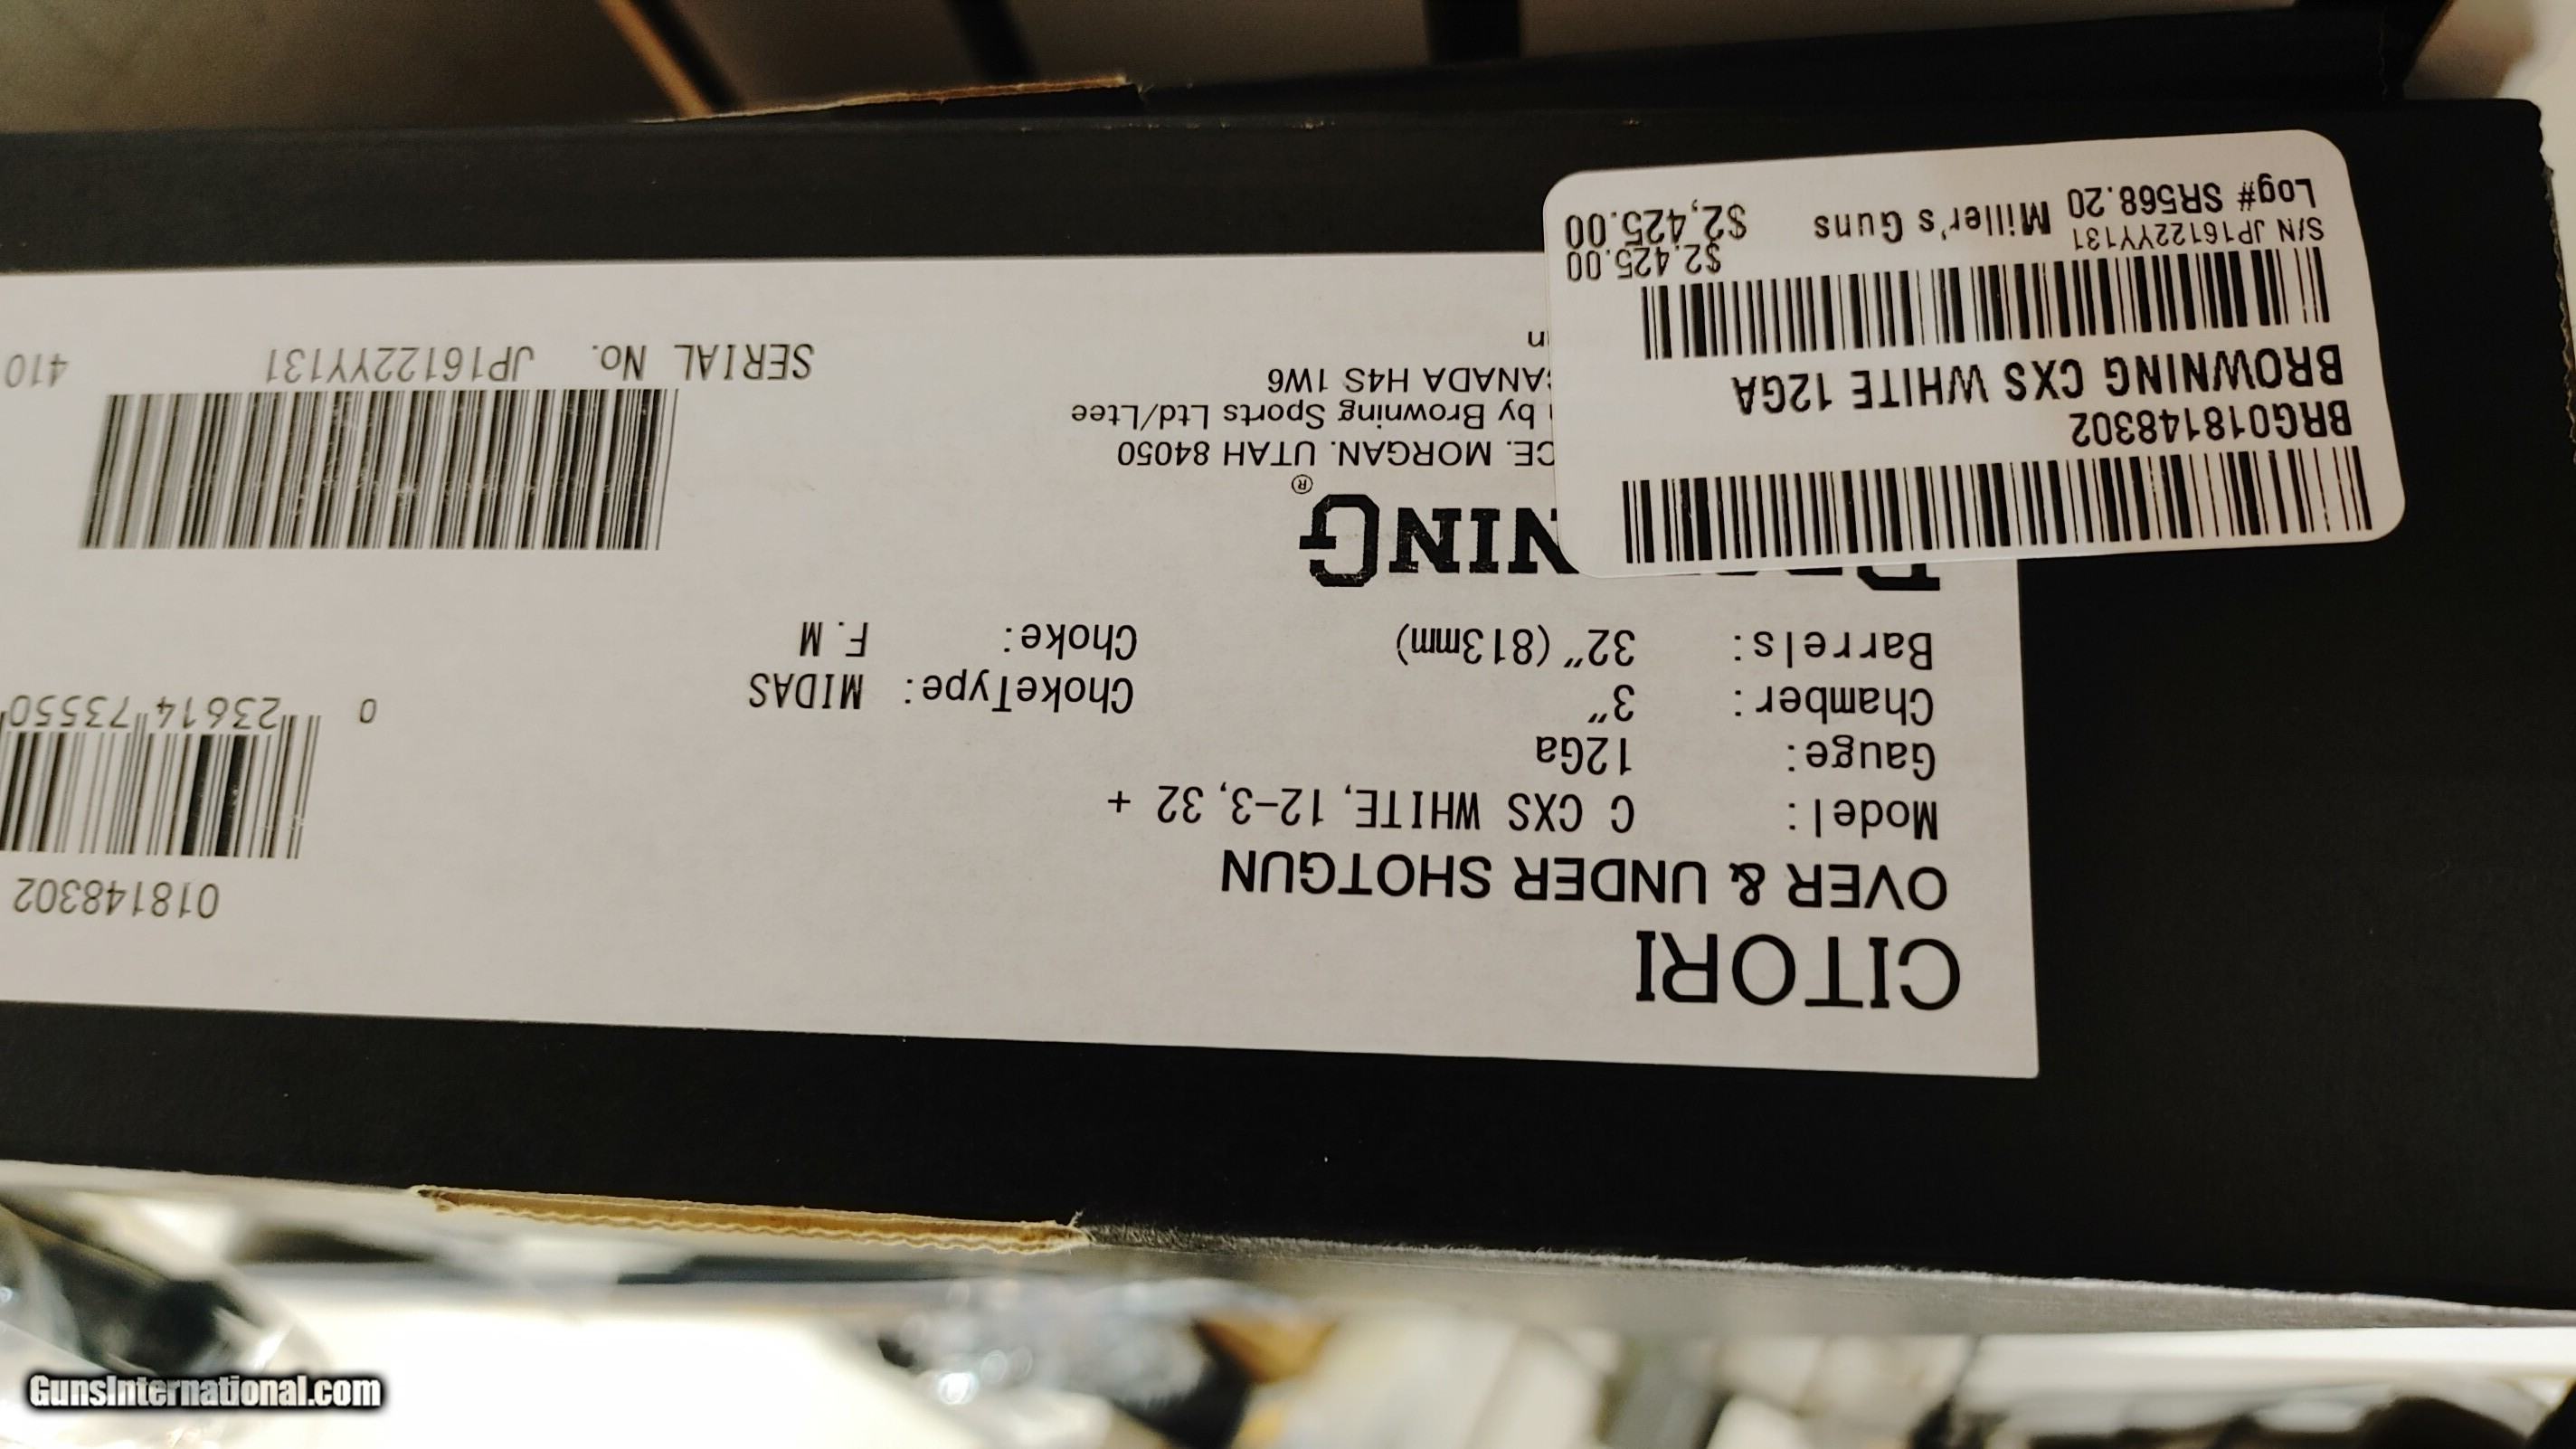 CITORI
OVER & UNDER SHOTGUN
Model: C CXS WHITE, 12-3, 32 +
Gauge: 12Ga
Chamber: 3"
Barrels: 32" (813mm)
ChokeType: MIDAS
Choke: F.M
018148302
0 23614 73550
NING®
CE. MORGAN. UTAH 84050
by Browning Sports Ltd/Ltee
CANADA H4S 1W6
SERIAL No. JP16122YY131
410
BRG018148302
BROWNING CXS WHITE 12GA
S/N JP16122YY131
$2,425.00
Log# SR568.20 Miller's Guns $2,425.00
GunsInternational.com